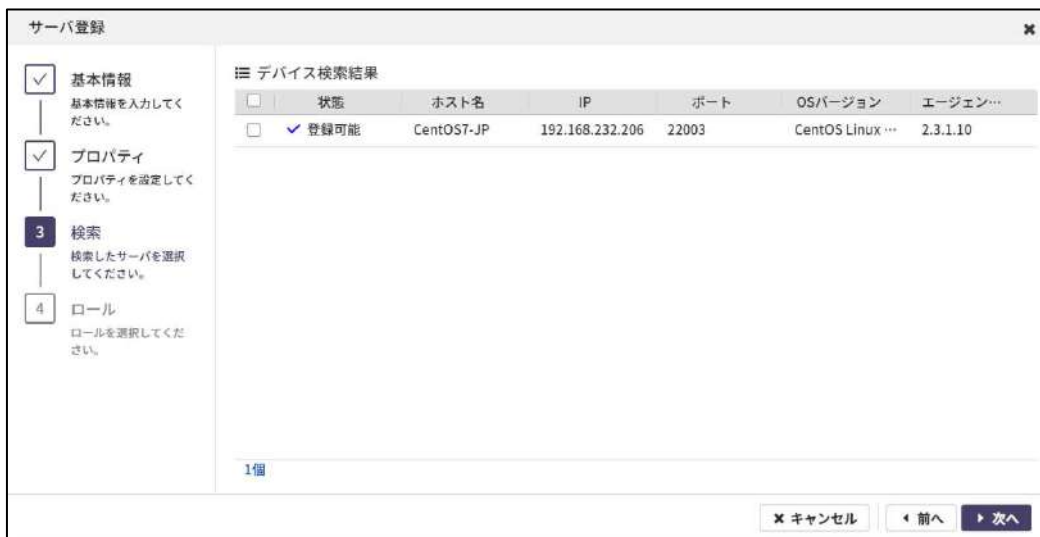 サーバ登録
基本情報
基本情報を入力してく
ださい。
プロパティ
プロパティを設定してく
ださい。
3 検索
検索したサーバを選択
してください。
4 ロール
ロールを選択してくだ
さい。
デバイス検索結果
状態 ホスト名 IP ポート OSバージョン エージェン…
登録可能 CentOS7-JP 192.168.232.206 22003 CentOS Linux … 2.3.1.10
1個
キャンセル 前へ 次へ